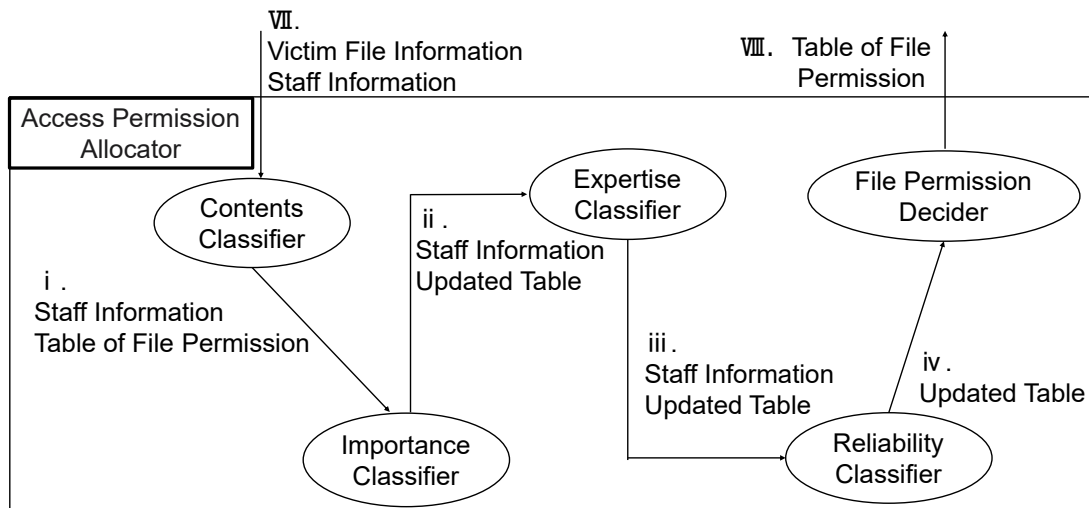 Ⅶ.
Victim File Information
Staff Information
Ⅷ. Table of File
Permission
Access Permission
Allocator
Contents
Classifier
Expertise
Classifier
File Permission
Decider
ⅰ.
Staff Information
Table of File Permission
ⅱ.
Staff Information
Updated Table
ⅲ.
Staff Information
Updated Table
ⅳ.
Updated Table
Importance
Classifier
Reliability
Classifier